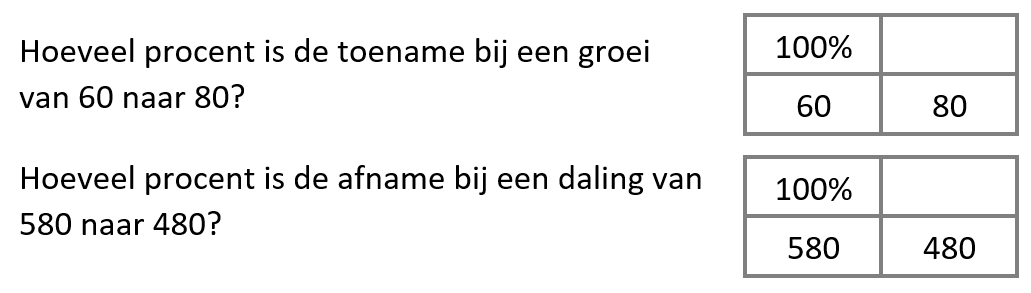 Hoeveel procent is de toename bij een groei
van 60 naar 80?
100%
60 80
Hoeveel procent is de afname bij een daling van
580 naar 480?
100%
580 480